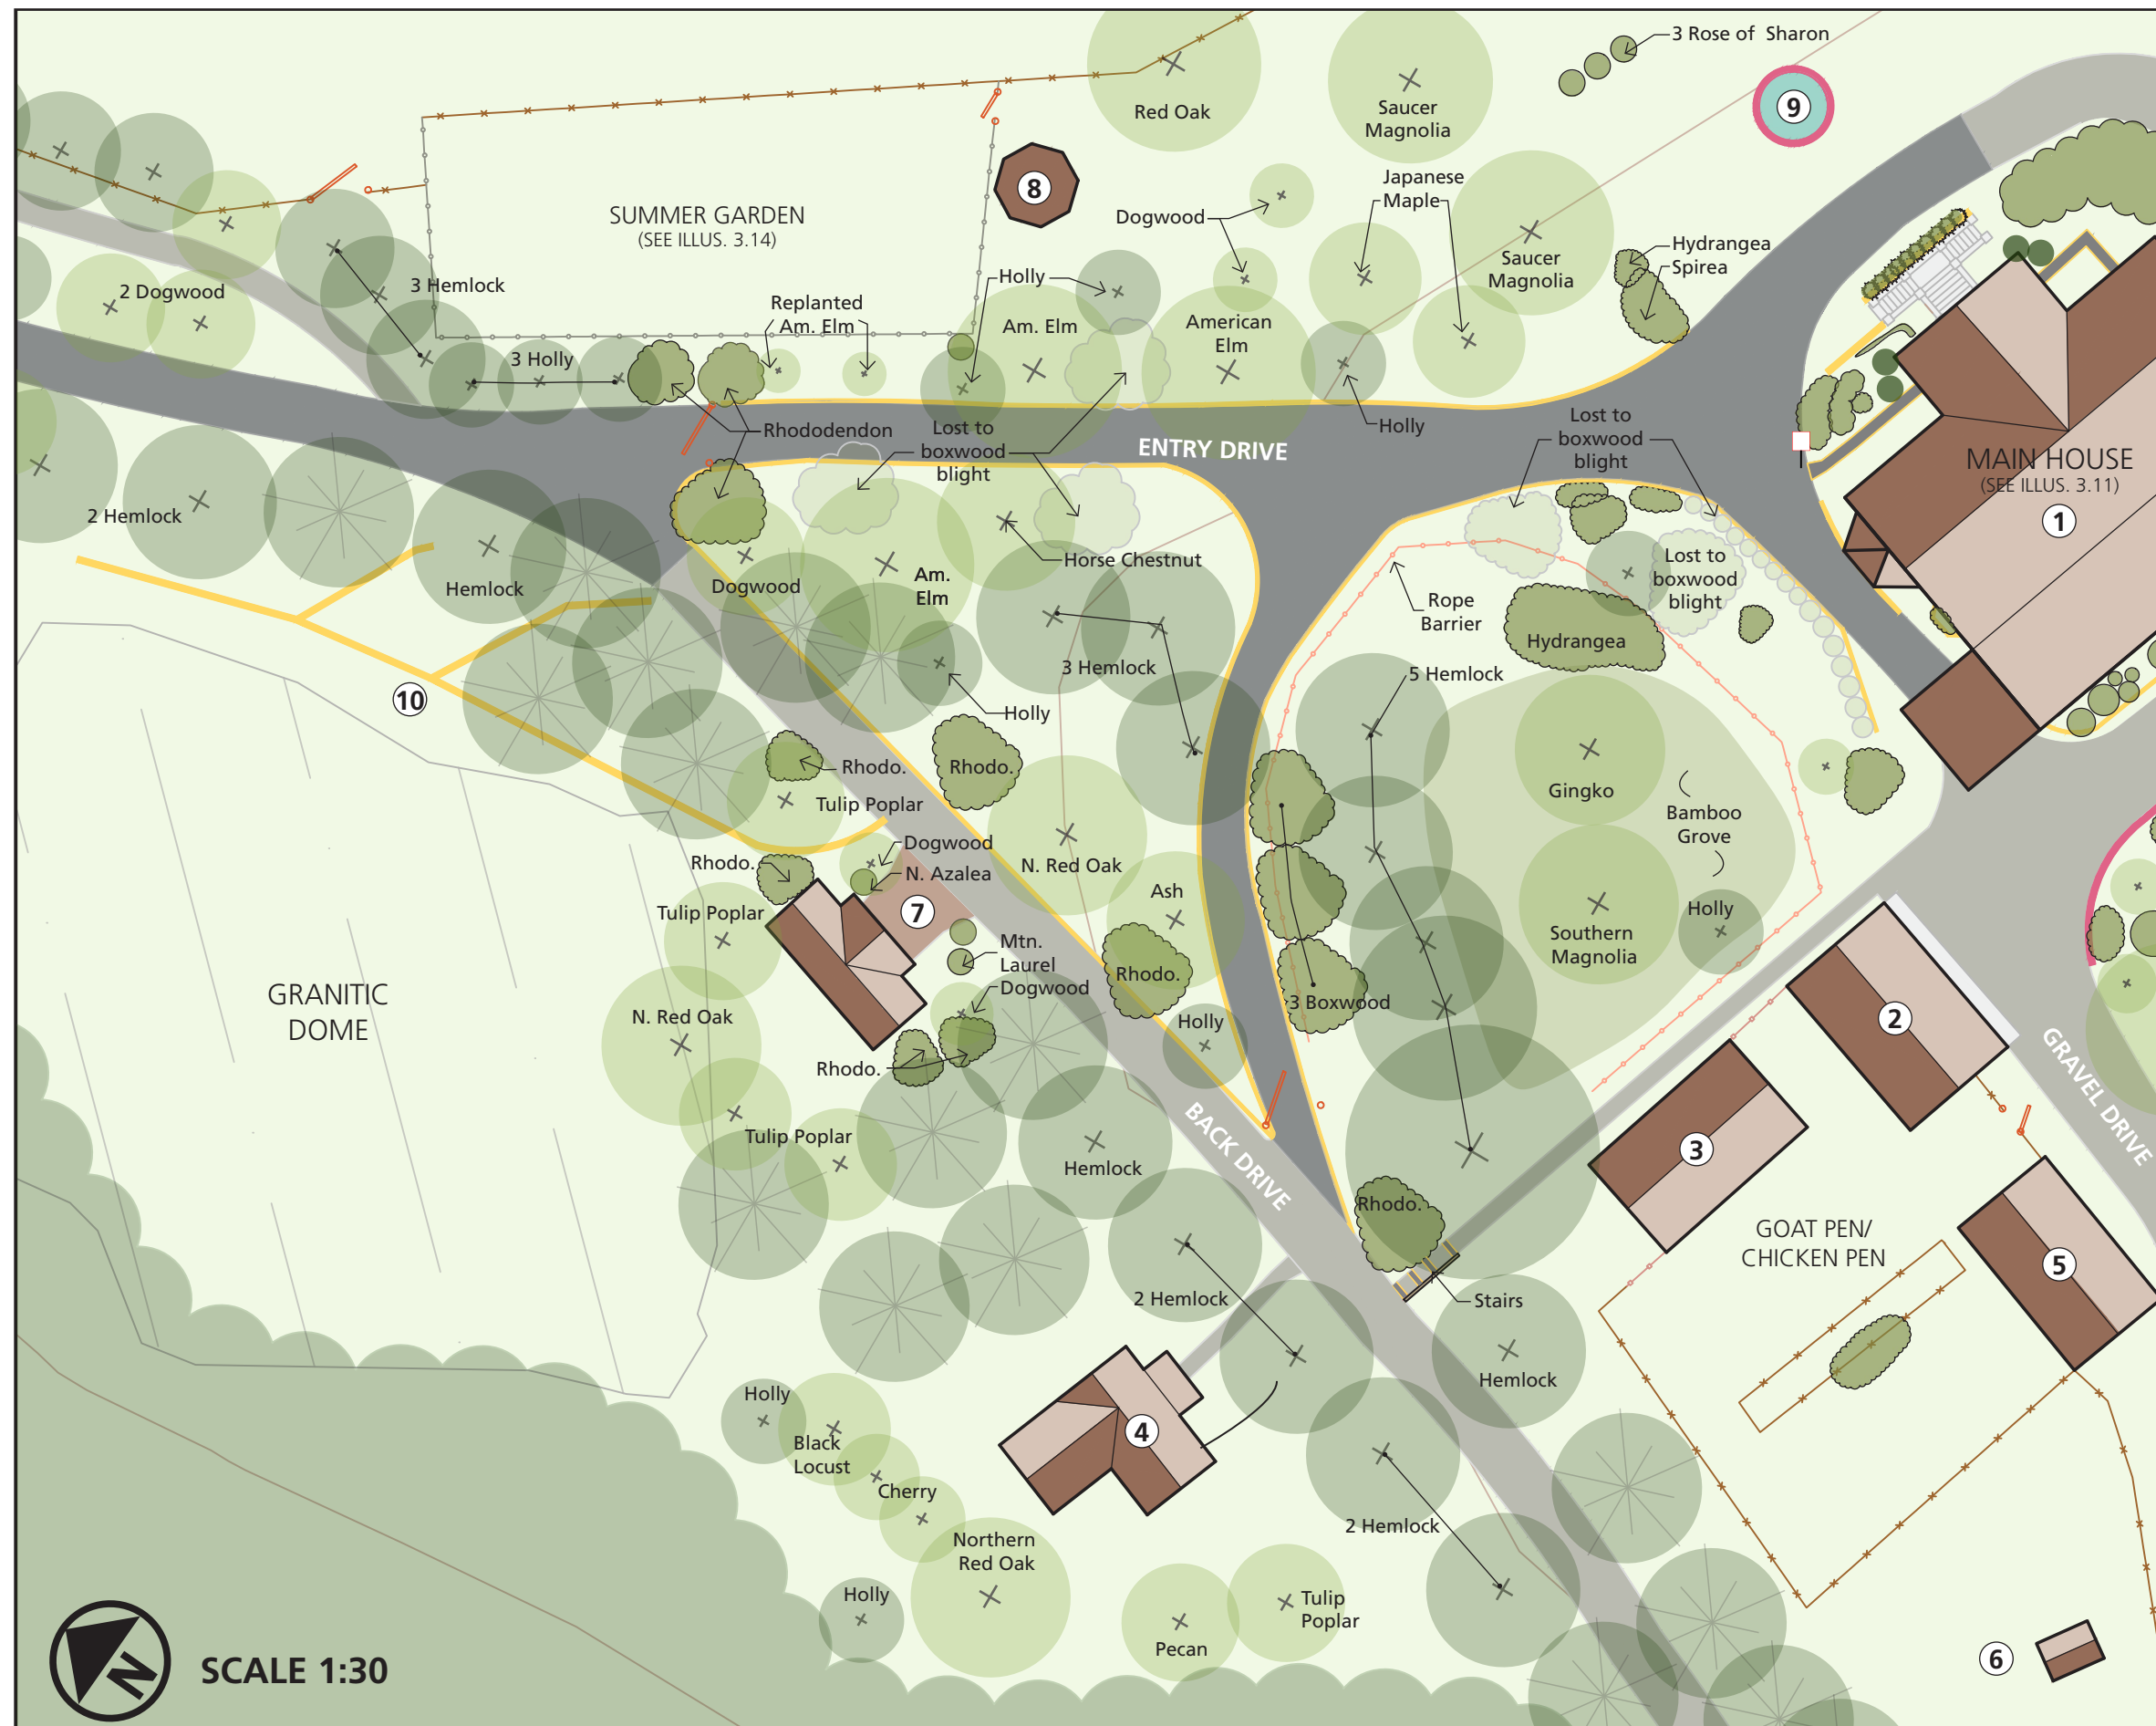 3 Rose of  Sharon
9
Red Oak
Saucer
Magnolia
8
Japanese
Maple
SUMMER GARDEN
(SEE ILLUS. 3.14)
Dogwood
Hydrangea
Spirea
Saucer
Magnolia
Holly
3 Hemlock
2 Dogwood
Replanted
Am. Elm
Am. Elm
American
Elm
3 Holly
Rhododendon
Lost to
boxwood
blight
Holly
Lost to
boxwood
blight
ENTRY DRIVE
MAIN HOUSE
(SEE ILLUS. 3.11)
1
2 Hemlock
Hemlock
Dogwood
Am.
Elm
Horse Chestnut
Lost to
boxwood
blight
Rope
Barrier
Hydrangea
3 Hemlock
5 Hemlock
10
Holly
Rhodo.
Rhodo.
Tulip Poplar
Gingko
Bamboo
Grove
Dogwood
Rhodo.
N. Azalea
N. Red Oak
Ash
Tulip Poplar
7
Holly
Southern
Magnolia
Mtn.
Laurel
Dogwood
Rhodo.
3 Boxwood
GRANITIC
DOME
N. Red Oak
Holly
2
GRAVEL DRIVE
Rhodo.
Tulip Poplar
BACK DRIVE
Hemlock
3
Rhodo.
GOAT PEN/
CHICKEN PEN
5
2 Hemlock
Stairs
Hemlock
Holly
4
Black
Locust
Cherry
2 Hemlock
Northern
Red Oak
Holly
Tulip
Poplar
Pecan
6
N
SCALE 1:30